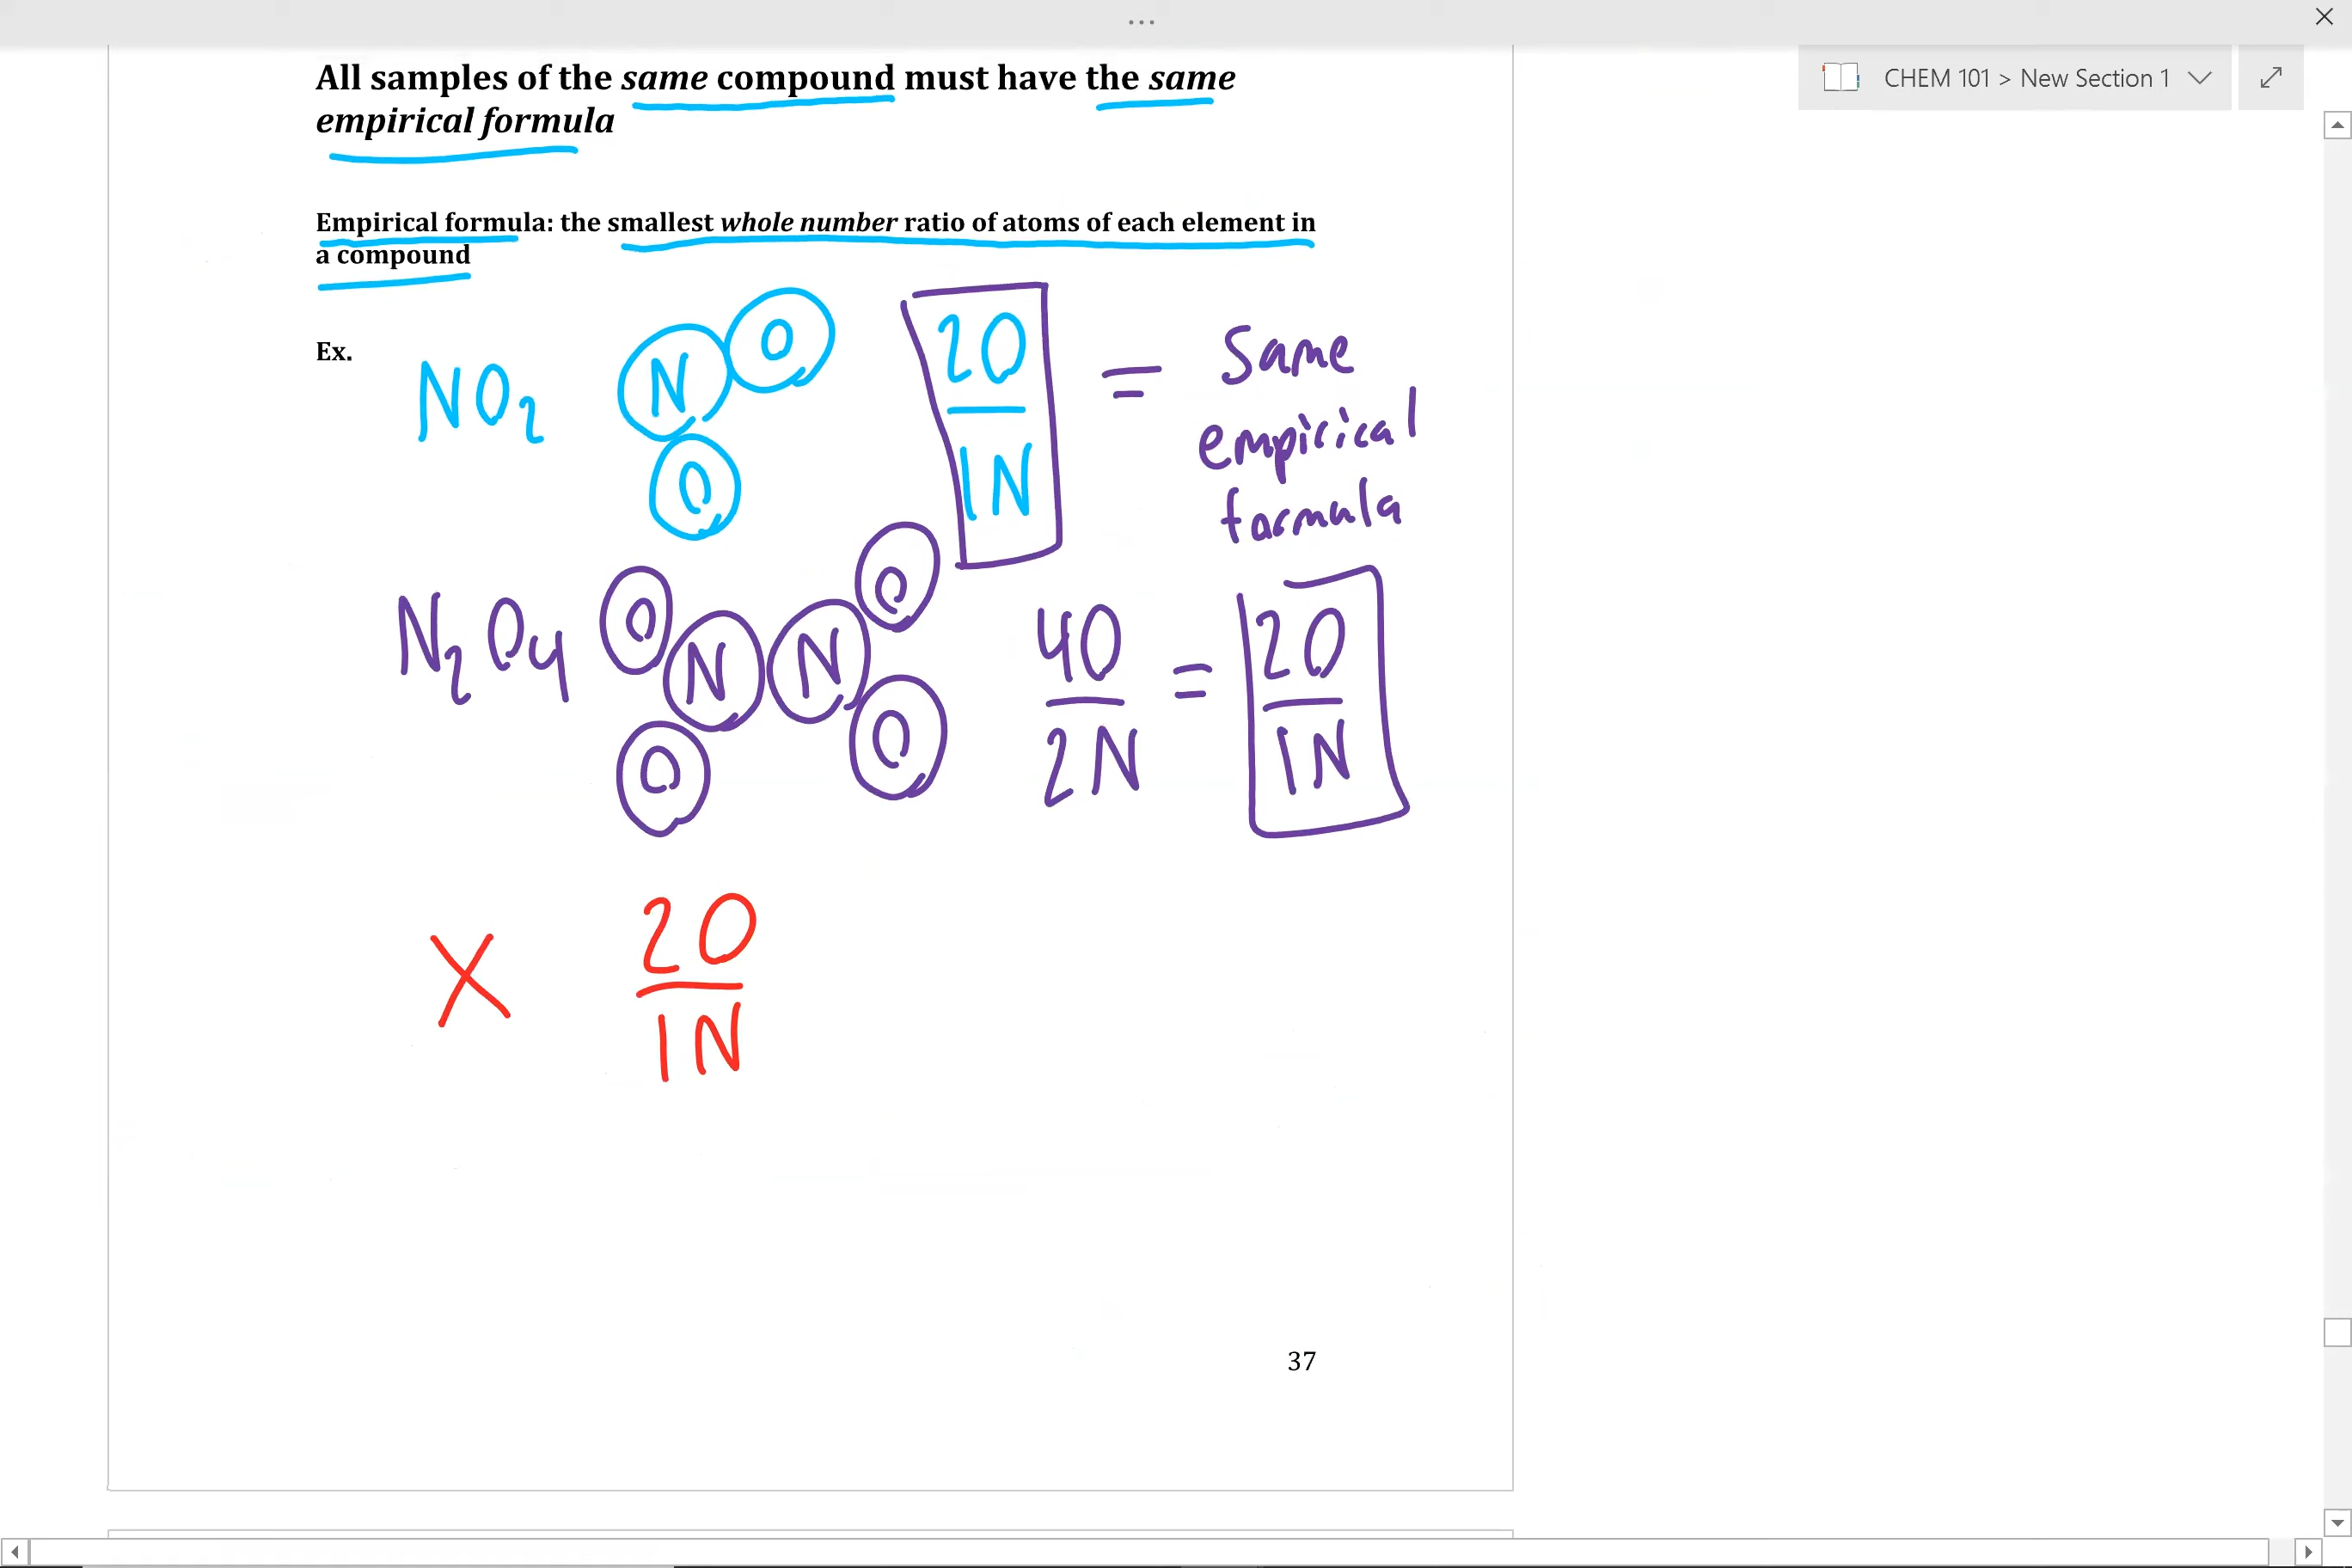 ...
CHEM 101 > New Section 1
All samples of the same compound must have the same
empirical formula
Empirical formula: the smallest whole number ratio of atoms of each element in
a compound
Ex.
NO2
N
O
O
2O
1N
= Same
empirical
formula
N2O4
O
N
N
O
O
O
4O
2N
=
2O
1N
X
2O
1N
37